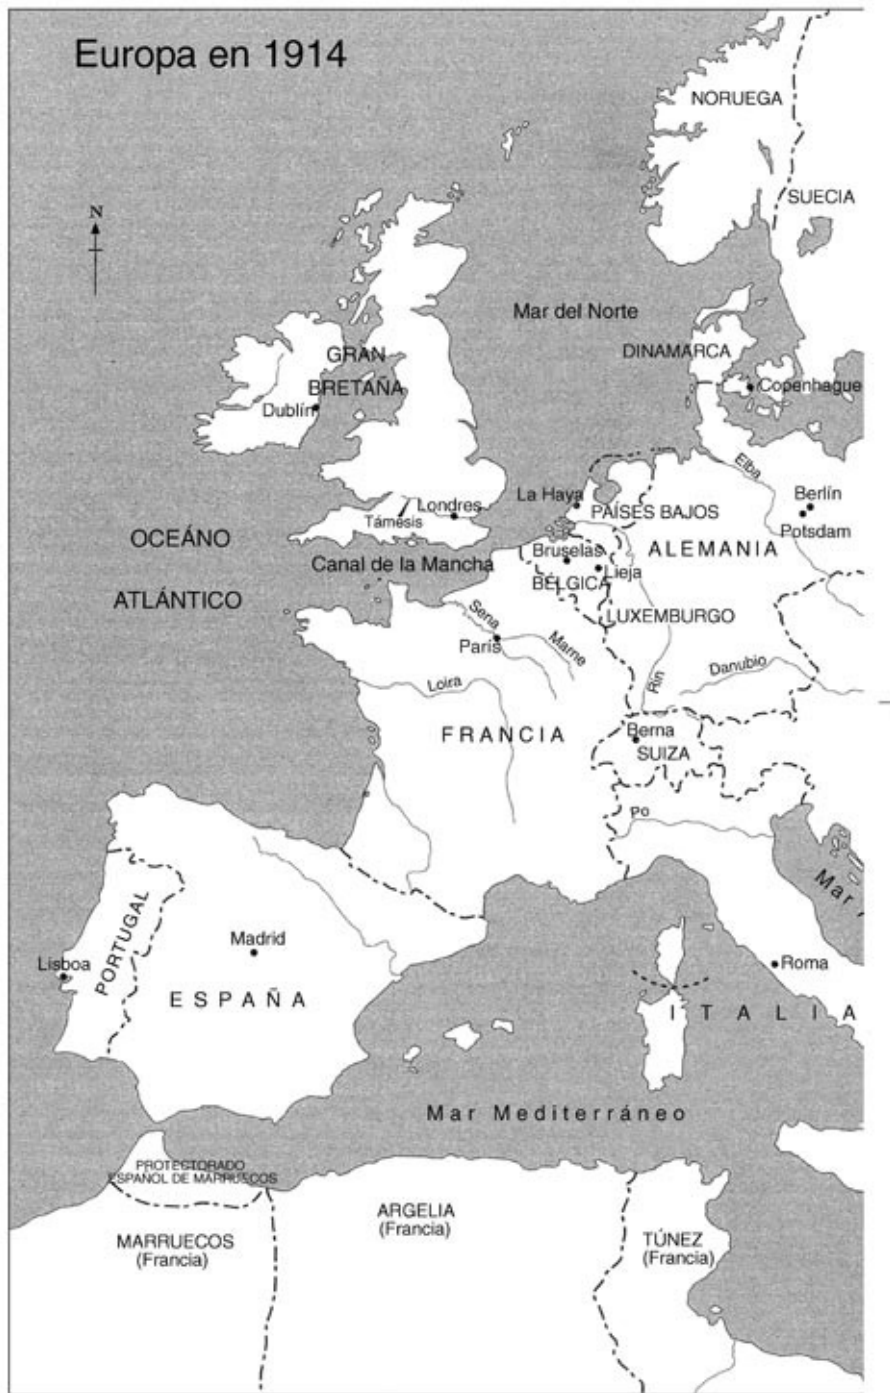 Europa en 1914
NORUEGA
N
SUECIA
Mar del Norte
GRAN
BRETAÑA
DINAMARCA
Copenhague
Dublín
Elba
La Haya
Londres
Berlín
Támesis
PAÍSES BAJOS
Potsdam
OCEÁNO
ATLÁNTICO
Canal de la Mancha
Bruselas
ALEMANIA
BÉLGICA
Lieja
LUXEMBURGO
Sena
París
Marne
Loira
Rin
Danubio
FRANCIA
Berna
SUIZA
Po
Mar
PORTUGAL
Madrid
Lisboa
ESPAÑA
Roma
ITALIA
Mar Mediterráneo
PROTECTORADO
ESPAÑOL DE MARRUECOS
MARRUECOS
(Francia)
ARGELIA
(Francia)
TÚNEZ
(Francia)